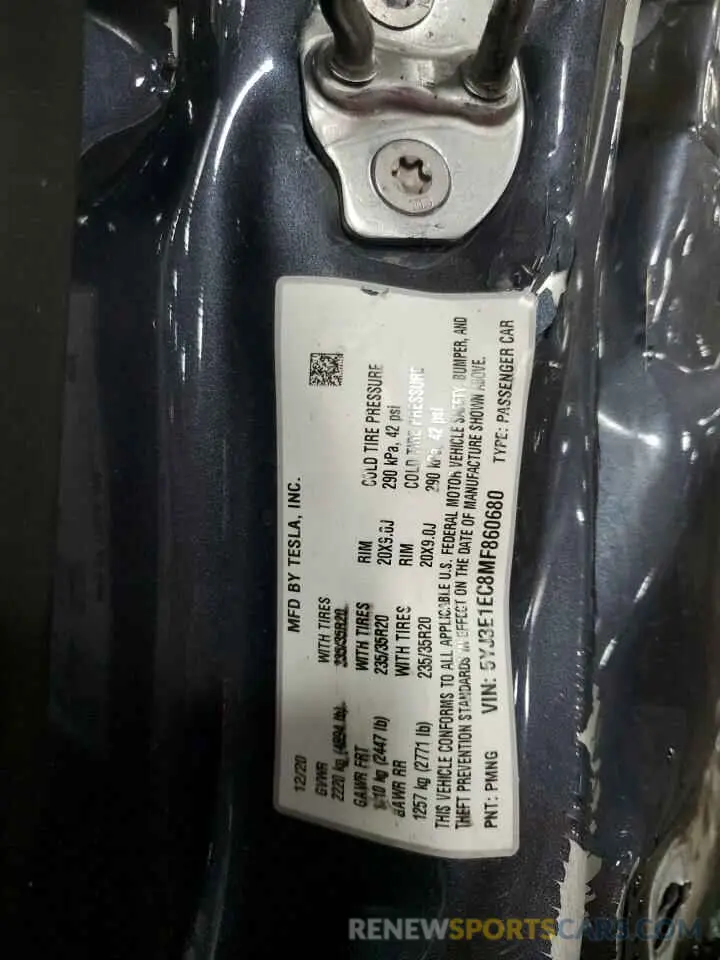 MFD BY TESLA, INC.
12/20
GVWR WITH TIRES
2220 kg (4894 lb) 235/35R20
GAWR FRT WITH TIRES RIM COLD TIRE PRESSURE
10 kg (2447 lb) 235/35R20 20X9.0J 290 kPa, 42 psi
GAWR RR WITH TIRES RIM COLD TIRE PRESSURE
1257 kg (2771 lb) 235/35R20 20X9.0J 290 kPa, 42 psi
THIS VEHICLE CONFORMS TO ALL APPLICABLE U.S. FEDERAL MOTOR VEHICLE SAFETY, BUMPER, AND
THEFT PREVENTION STANDARDS IN EFFECT ON THE DATE OF MANUFACTURE SHOWN ABOVE.
PNT: PMNG VIN: 5YJ3E1EC8MF860680 TYPE: PASSENGER CAR
RENEWSPORTSCARS.COM